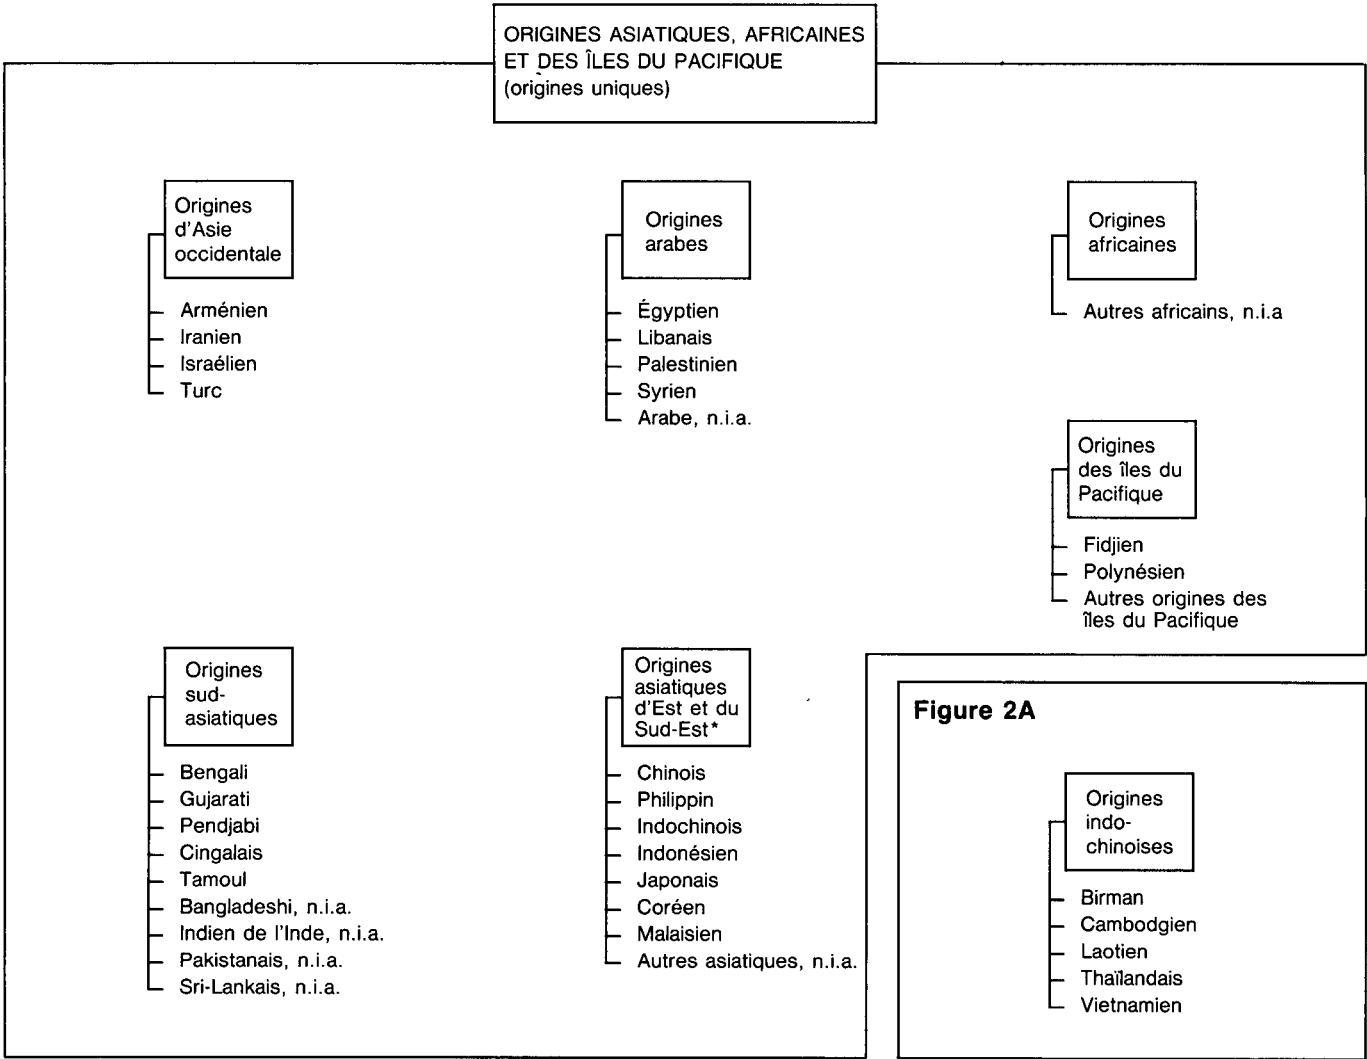 ORIGINES ASIATIQUES, AFRICAINES
ET DES ÎLES DU PACIFIQUE
(origines uniques)
Origines
d'Asie
occidentale
Arménien
Iranien
Israélien
Turc
Origines
arabes
Égyptien
Libanais
Palestinien
Syrien
Arabe, n.i.a.
Origines
africaines
Autres africains, n.i.a
Origines
des îles du
Pacifique
Fidjien
Polynésien
Autres origines des
îles du Pacifique
Origines
sud-
asiatiques
Bengali
Gujarati
Pendjabi
Cingalais
Tamoul
Bangladeshi, n.i.a.
Indien de l'Inde, n.i.a.
Pakistanais, n.i.a.
Sri-Lankais, n.i.a.
Origines
asiatiques
d'Est et du
Sud-Est*
Chinois
Philippin
Indochinois
Indonésien
Japonais
Coréen
Malaisien
Autres asiatiques, n.i.a.
Figure 2A
Origines
indo-
chinoises
Birman
Cambodgien
Laotien
Thaïlandais
Vietnamien